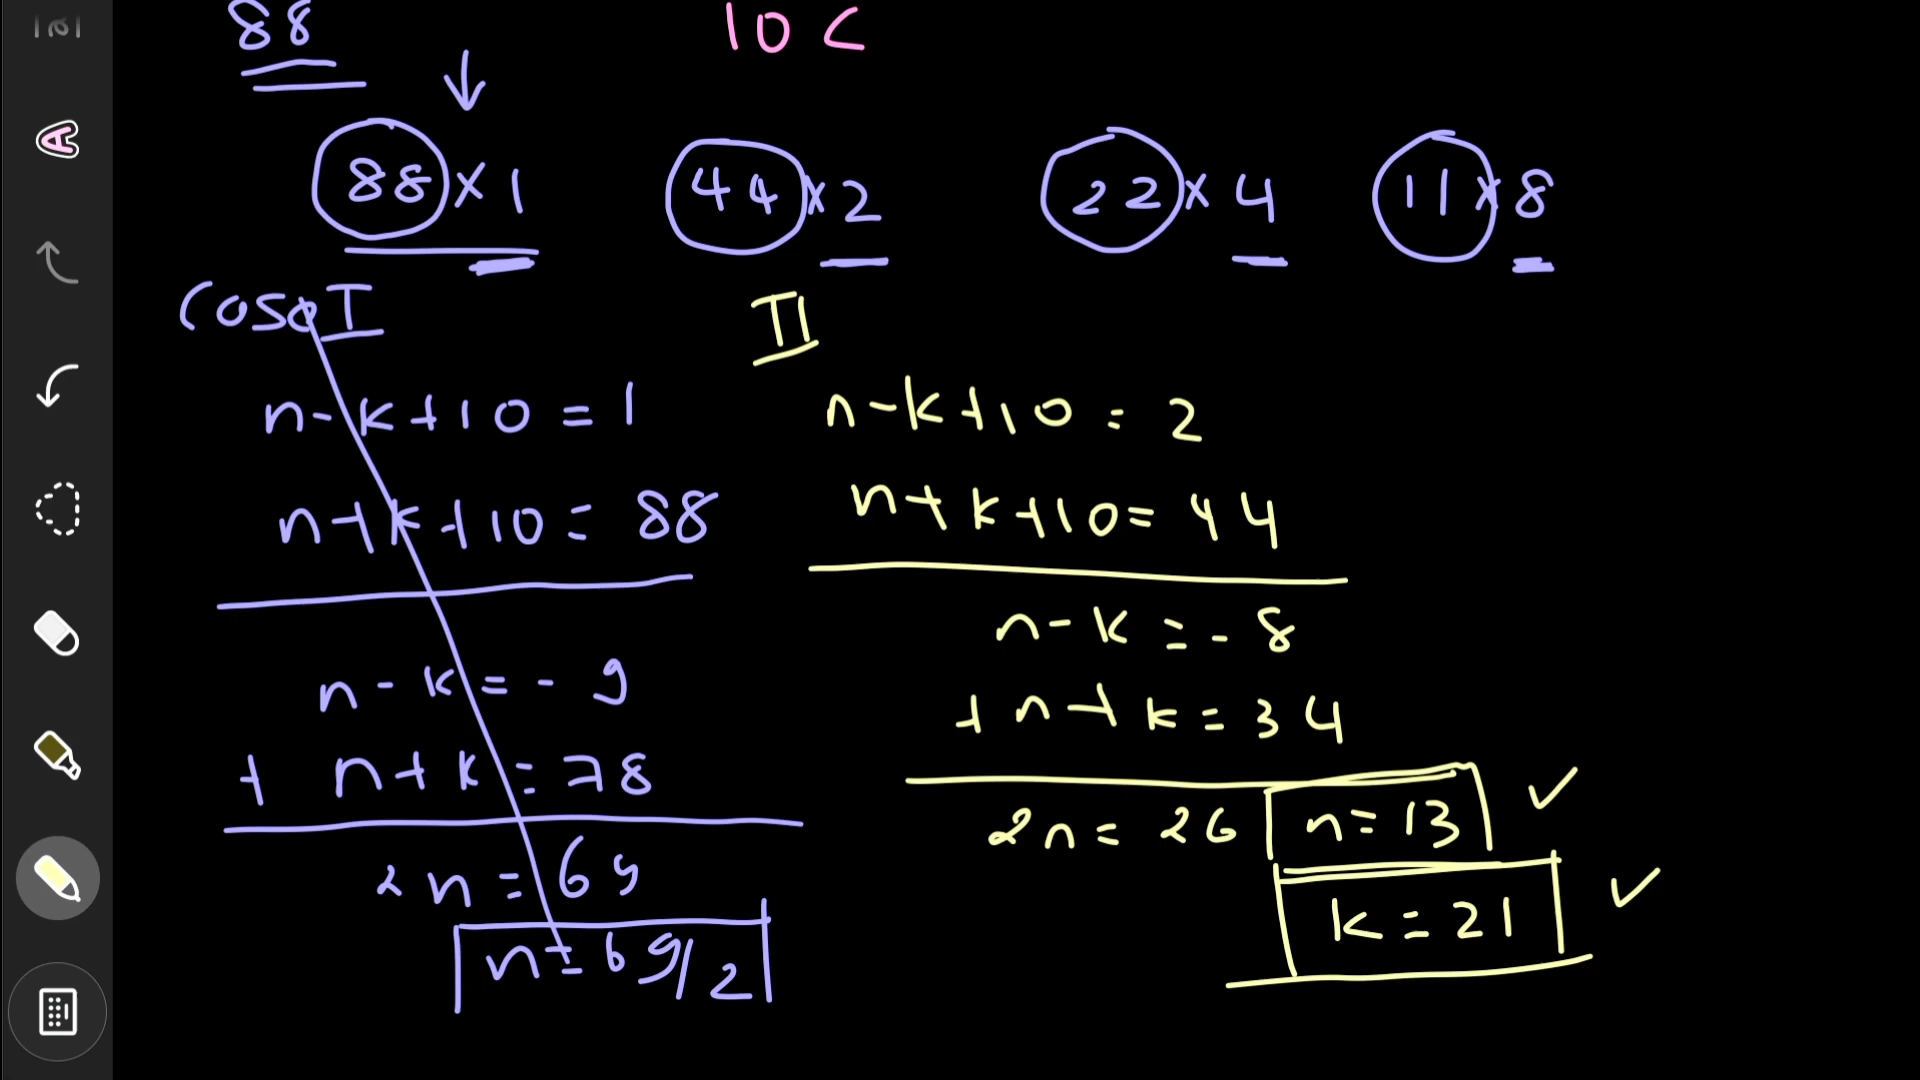 88
10 <
88×1 44×2 22×4 11×8
Case I
n-k+10=1
n+k+10=88
n-k=-9
+ n+k=78
2n=69
n=69/2
II
n-k+10=2
n+k+10=44
n-k=-8
+n+k=34
2n=26 n=13
k=21